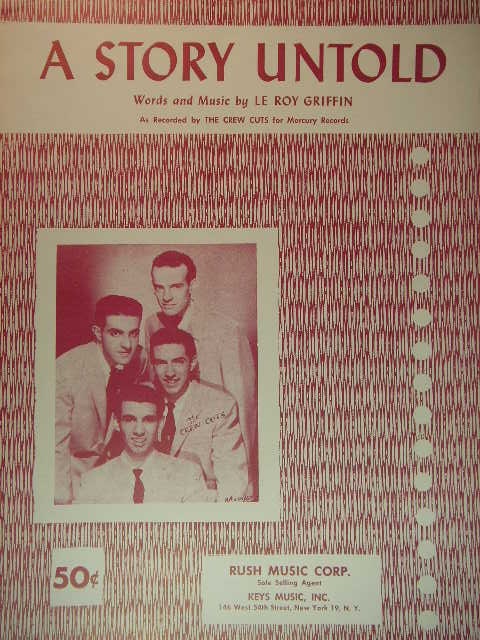 A STORY UNTOLD
Words and Music by LE ROY GRIFFIN
As Recorded by THE CREW CUTS for Mercury Records
THE
CREW CUTS
50¢
RUSH MUSIC CORP.
Sole Selling Agent
KEYS MUSIC, INC.
146 West 54th Street, New York 19, N. Y.